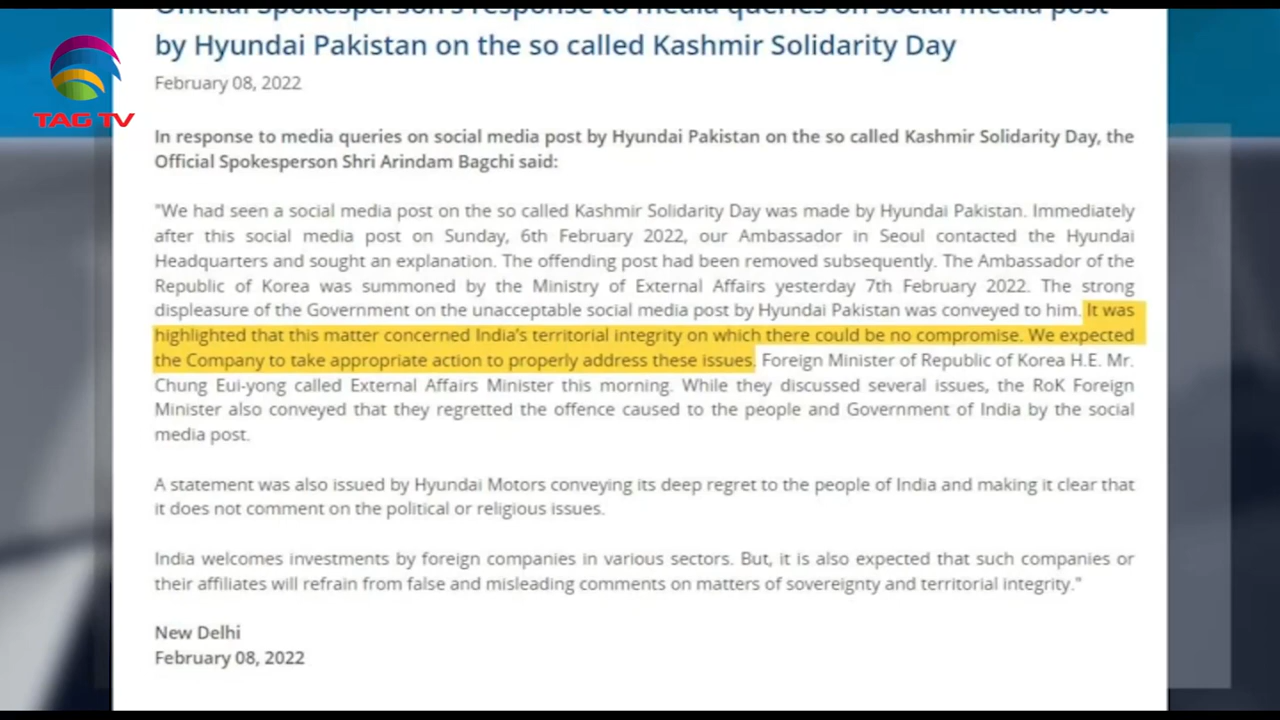 Official Spokesperson's response to media queries on social media post
by Hyundai Pakistan on the so called Kashmir Solidarity Day
TAG TV
February 08, 2022
In response to media queries on social media post by Hyundai Pakistan on the so called Kashmir Solidarity Day, the
Official Spokesperson Shri Arindam Bagchi said:
"We had seen a social media post on the so called Kashmir Solidarity Day was made by Hyundai Pakistan. Immediately
after this social media post on Sunday, 6th February 2022, our Ambassador in Seoul contacted the Hyundai
Headquarters and sought an explanation. The offending post had been removed subsequently. The Ambassador of the
Republic of Korea was summoned by the Ministry of External Affairs yesterday 7th February 2022. The strong
displeasure of the Government on the unacceptable social media post by Hyundai Pakistan was conveyed to him. It was
highlighted that this matter concerned India's territorial integrity on which there could be no compromise. We expected
the Company to take appropriate action to properly address these issues. Foreign Minister of Republic of Korea H.E. Mr.
Chung Eui-yong called External Affairs Minister this morning. While they discussed several issues, the RoK Foreign
Minister also conveyed that they regretted the offence caused to the people and Government of India by the social
media post.
A statement was also issued by Hyundai Motors conveying its deep regret to the people of India and making it clear that
it does not comment on the political or religious issues.
India welcomes investments by foreign companies in various sectors. But, it is also expected that such companies or
their affiliates will refrain from false and misleading comments on matters of sovereignty and territorial integrity."
New Delhi
February 08, 2022